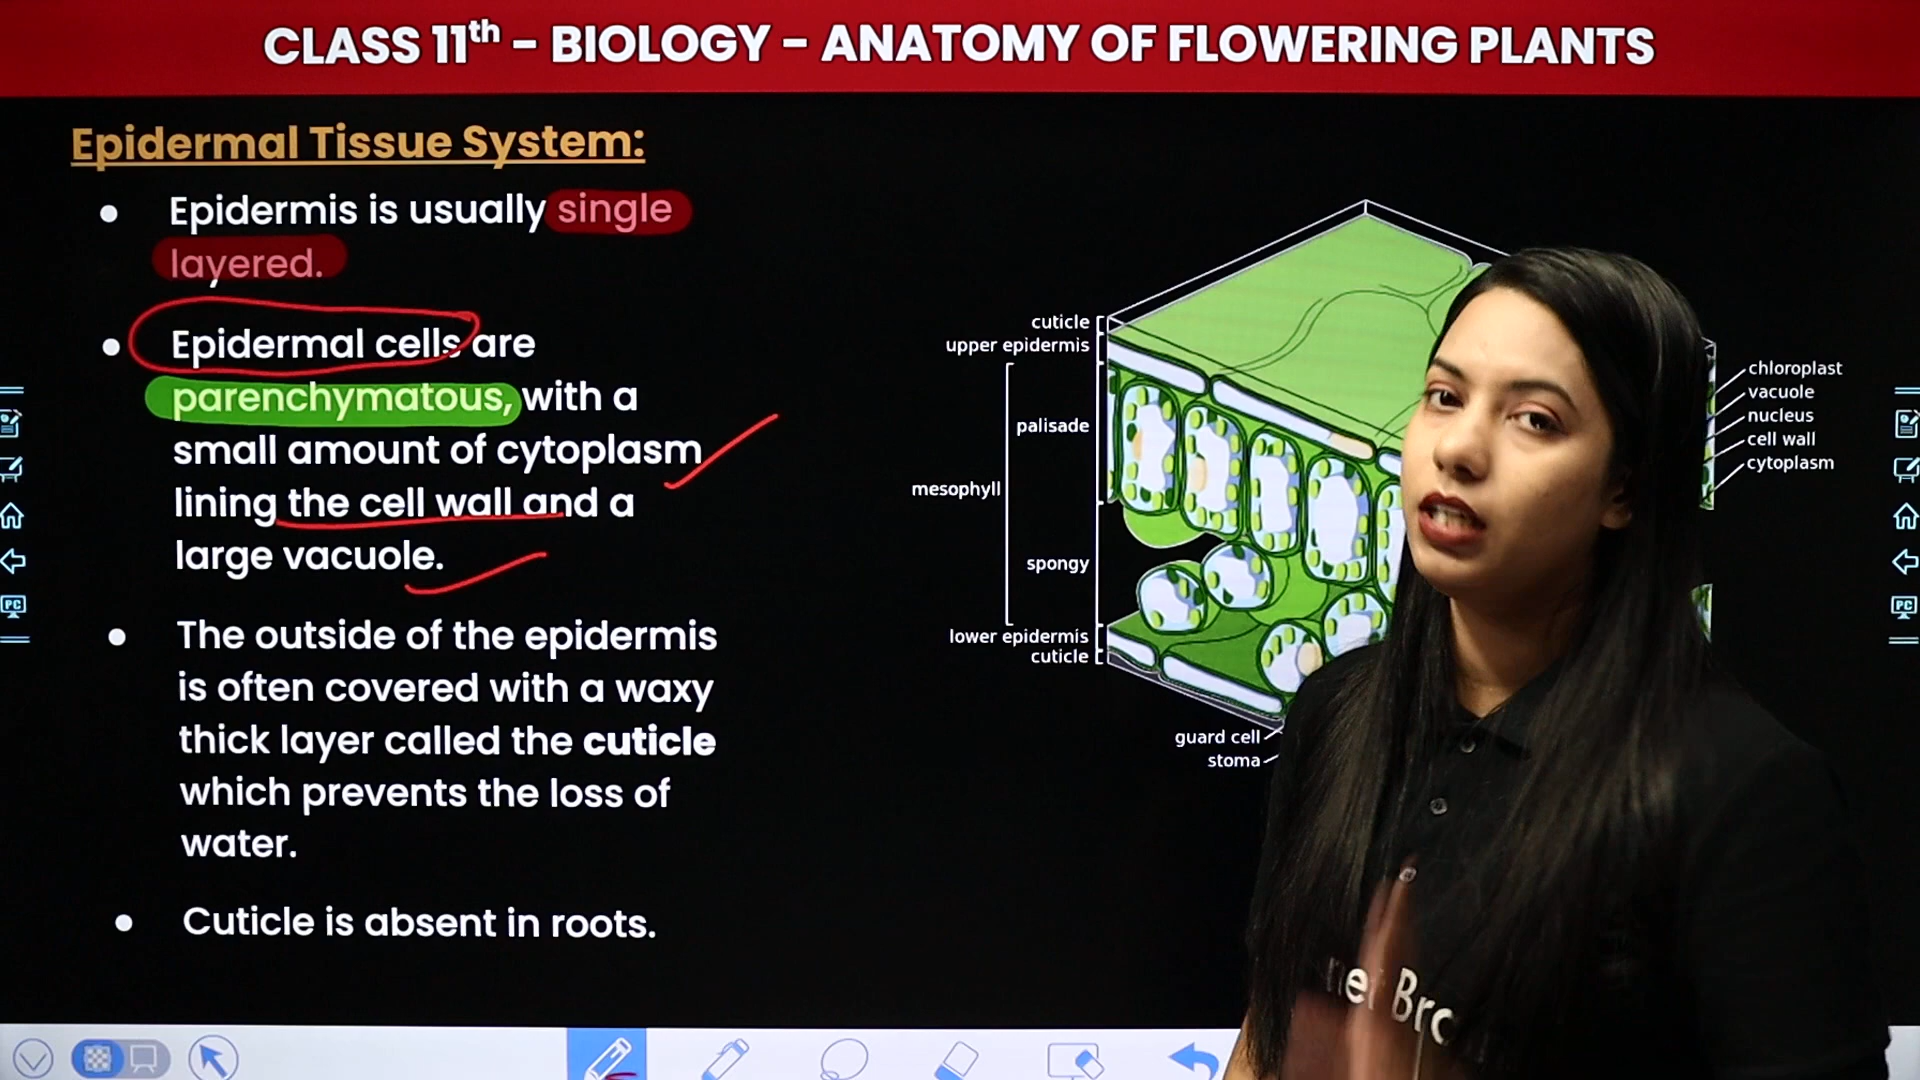 CLASS 11th – BIOLOGY – ANATOMY OF FLOWERING PLANTS
Epidermal Tissue System:
● Epidermis is usually single
layered.
● Epidermal cells are
parenchymatous, with a
small amount of cytoplasm
lining the cell wall and a
large vacuole.
● The outside of the epidermis
is often covered with a waxy
thick layer called the cuticle
which prevents the loss of
water.
● Cuticle is absent in roots.
cuticle
upper epidermis
palisade
mesophyll
spongy
lower epidermis
cuticle
guard cell
stoma
chloroplast
vacuole
nucleus
cell wall
cytoplasm
PC
PC